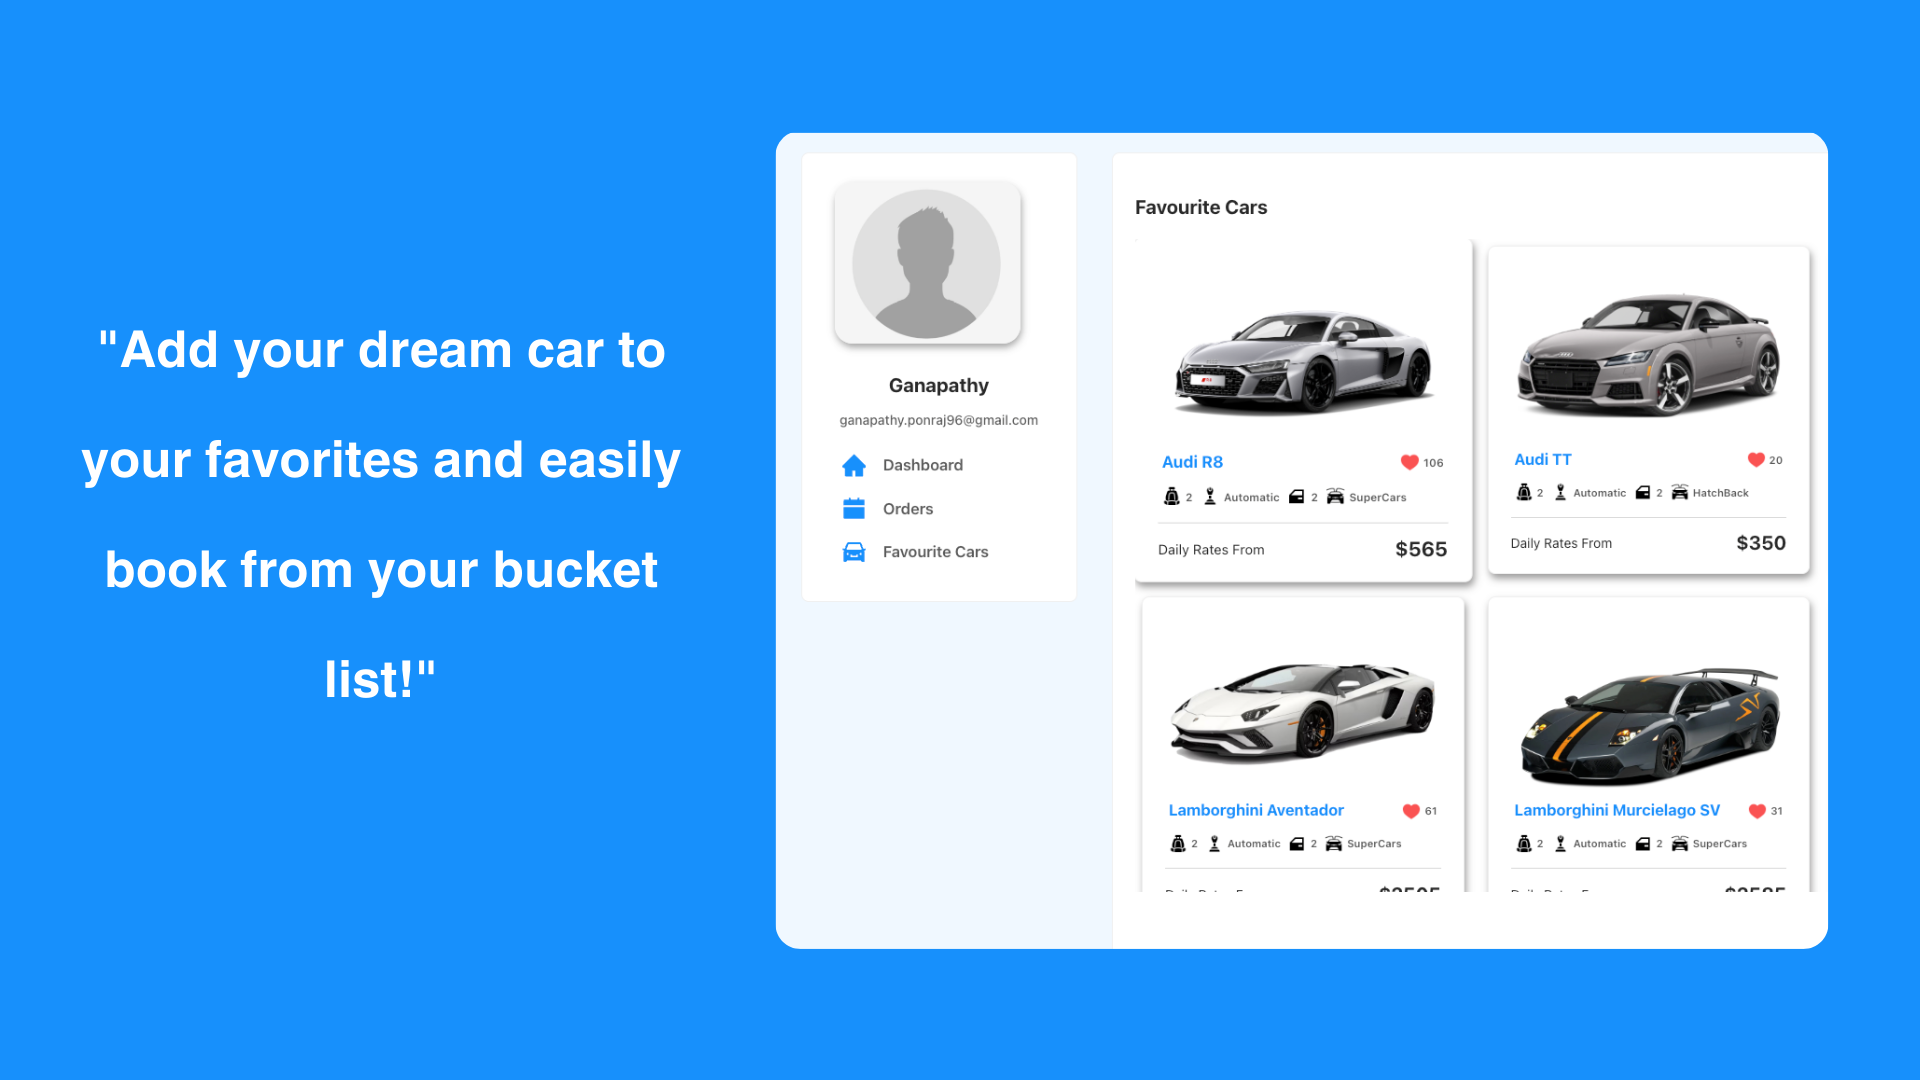 "Add your dream car to
your favorites and easily
book from your bucket
list!"
Ganapathy
ganapathy.ponraj96@gmail.com
Dashboard
Orders
Favourite Cars
Favourite Cars
Audi R8 106
2 Automatic 2 SuperCars
Daily Rates From $565
Audi TT 20
2 Automatic 2 HatchBack
Daily Rates From $350
Lamborghini Aventador 61
2 Automatic 2 SuperCars
Lamborghini Murcielago SV 31
2 Automatic 2 SuperCars